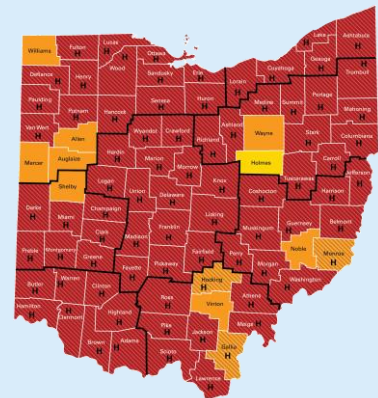 Williams
Fulton H
Lucas H
Ottawa H
Lake H
Ashtabula H
Defiance H
Henry H
Wood H
Sandusky H
Erie H
Lorain H
Cuyahoga H
Geauga H
Trumbull H
Paulding H
Putnam H
Hancock H
Seneca H
Huron H
Medina H
Summit H
Portage H
Mahoning H
Van Wert H
Allen
Wyandot H
Crawford H
Richland H
Ashland H
Wayne
Stark H
Columbiana H
Mercer
Auglaize
Hardin H
Marion H
Morrow H
Holmes
Tuscarawas H
Carroll H
Jefferson H
Shelby
Logan H
Union H
Delaware H
Knox H
Coshocton H
Harrison H
Darke H
Miami H
Champaign H
Clark H
Madison H
Franklin H
Licking H
Muskingum H
Guernsey H
Belmont H
Preble H
Montgomery H
Greene H
Fayette H
Pickaway H
Fairfield H
Perry H
Morgan H
Noble H
Monroe H
Butler H
Warren H
Clinton H
Ross H
Hocking H
Athens H
Washington H
Hamilton H
Clermont H
Highland H
Pike H
Vinton H
Jackson H
Meigs H
Brown H
Adams H
Scioto H
Gallia H
Lawrence H